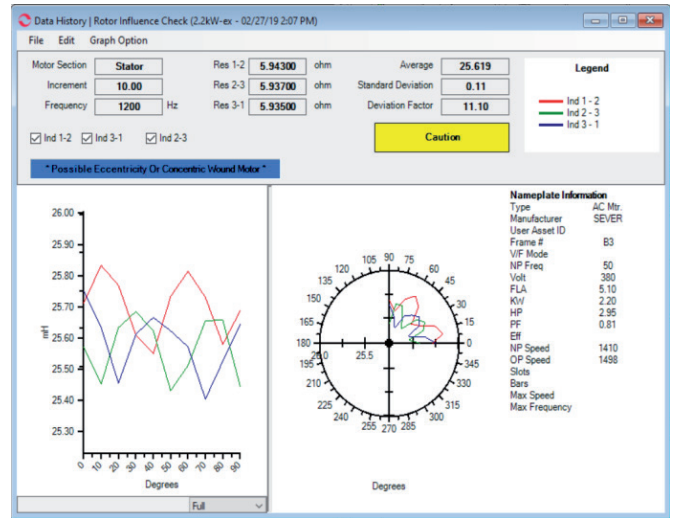 Data History | Rotor Influence Check (2.2kW-ex - 02/27/19 2:07 PM)
File Edit Graph Option
Motor Section Stator Res 1-2 5.94300 ohm Average 25.619 Legend
Increment 10.00 Res 2-3 5.93700 ohm Standard Deviation 0.11
Frequency 1200 Hz Res 3-1 5.93500 ohm Deviation Factor 11.10
Ind 1 - 2
Ind 2 - 3
Ind 3 - 1
Ind 1-2 Ind 3-1 Ind 2-3 Caution
* Possible Eccentricity Or Concentric Wound Motor *
26.00
25.90
25.80
25.70
25.60
25.50
25.40
25.30
mH
0 10 20 30 40 50 60 70 80 90
Degrees
Full
105 90 75
120 60
135 45
150 30
165 15
180 0
26.0 25.5
195 345
210 330
225 315
240 300
255 270 285
Degrees
Nameplate Information
Type AC Mtr.
Manufacturer SEVER
User Asset ID
Frame # B3
V/F Mode
NP Freq 50
Volt 380
FLA 5.10
KW 2.20
HP 2.95
PF 0.81
Eff
NP Speed 1410
OP Speed 1498
Slots
Bars
Max Speed
Max Frequency